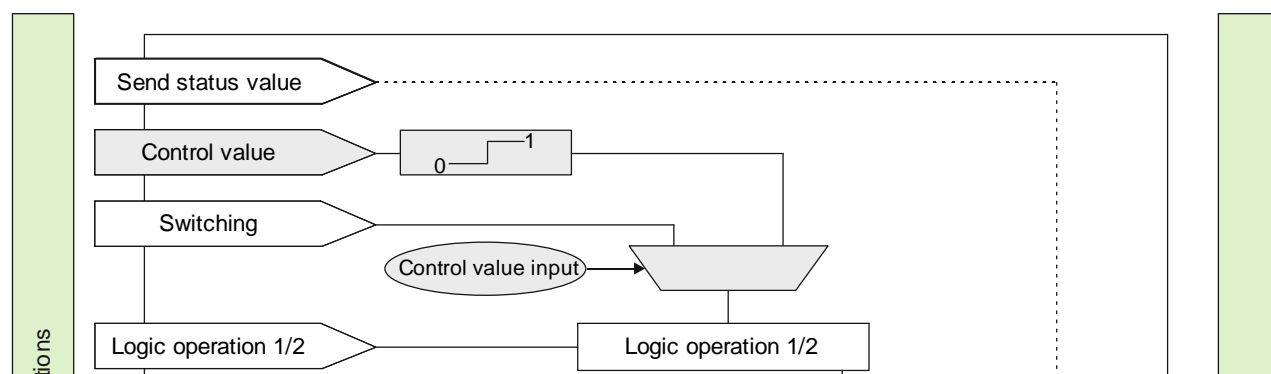 Send status value
Control value
0 1
Switching
Control value input
Logic operation 1/2
Logic operation 1/2
tions